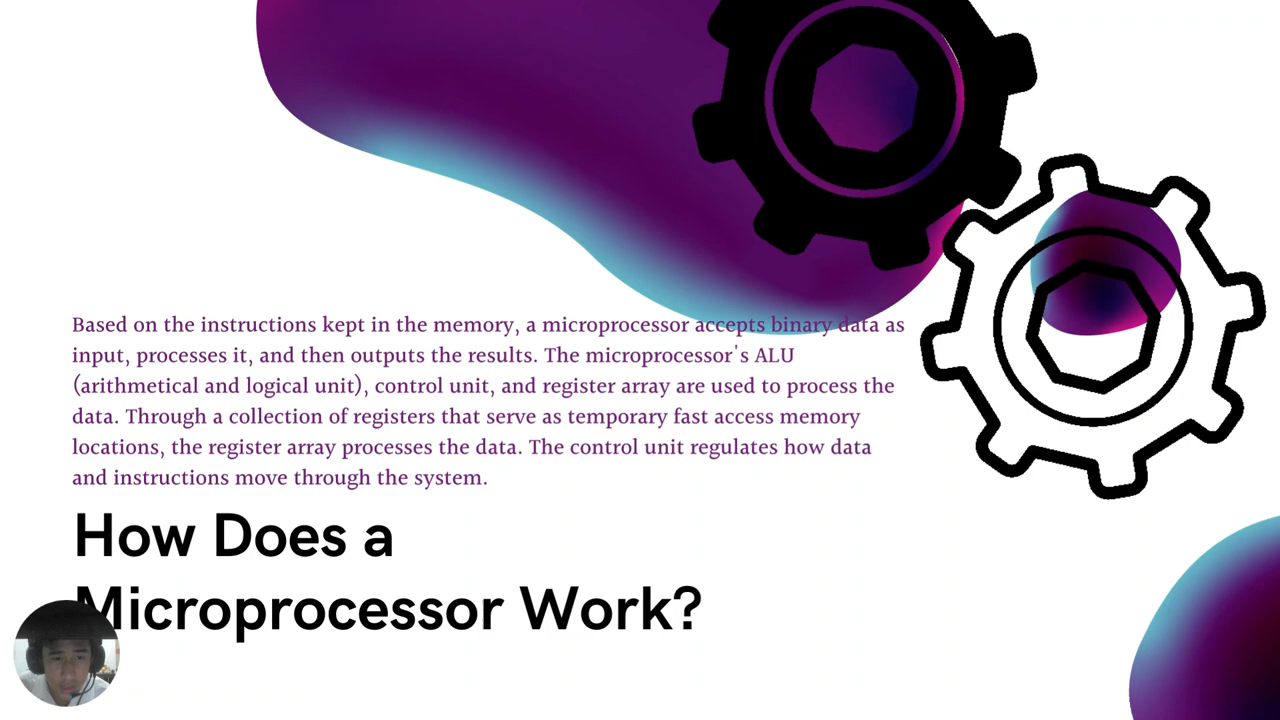 Based on the instructions kept in the memory, a microprocessor accepts binary data as
input, processes it, and then outputs the results. The microprocessor's ALU
(arithmetical and logical unit), control unit, and register array are used to process the
data. Through a collection of registers that serve as temporary fast access memory
locations, the register array processes the data. The control unit regulates how data
and instructions move through the system.
How Does a
Microprocessor Work?